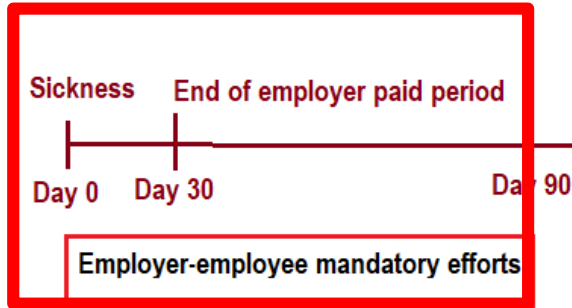 Sickness End of employer paid period
Day 0 Day 30 Day 90
Employer-employee mandatory efforts